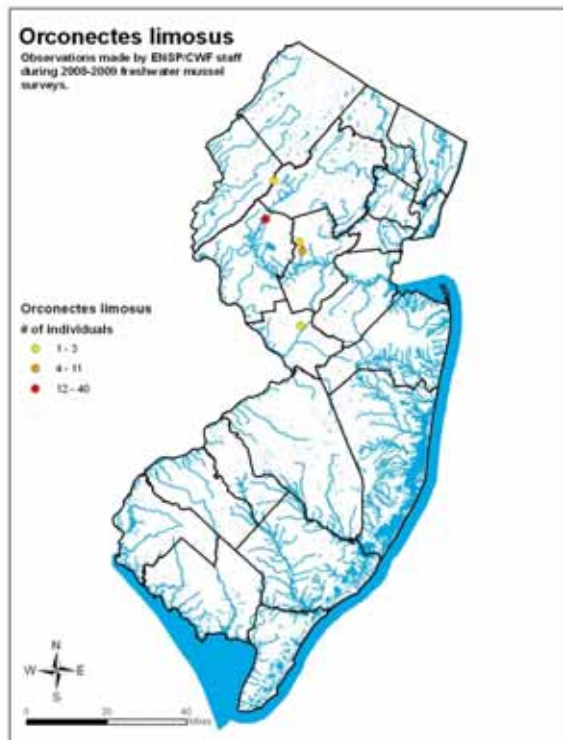 Orconectes limosus
Observations made by ENSP/CWF staff
during 2008-2009 freshwater mussel
surveys.
Orconectes limosus
# of individuals
1 - 3
4 - 11
12 - 40
N
W E
S
0 20 40
Miles